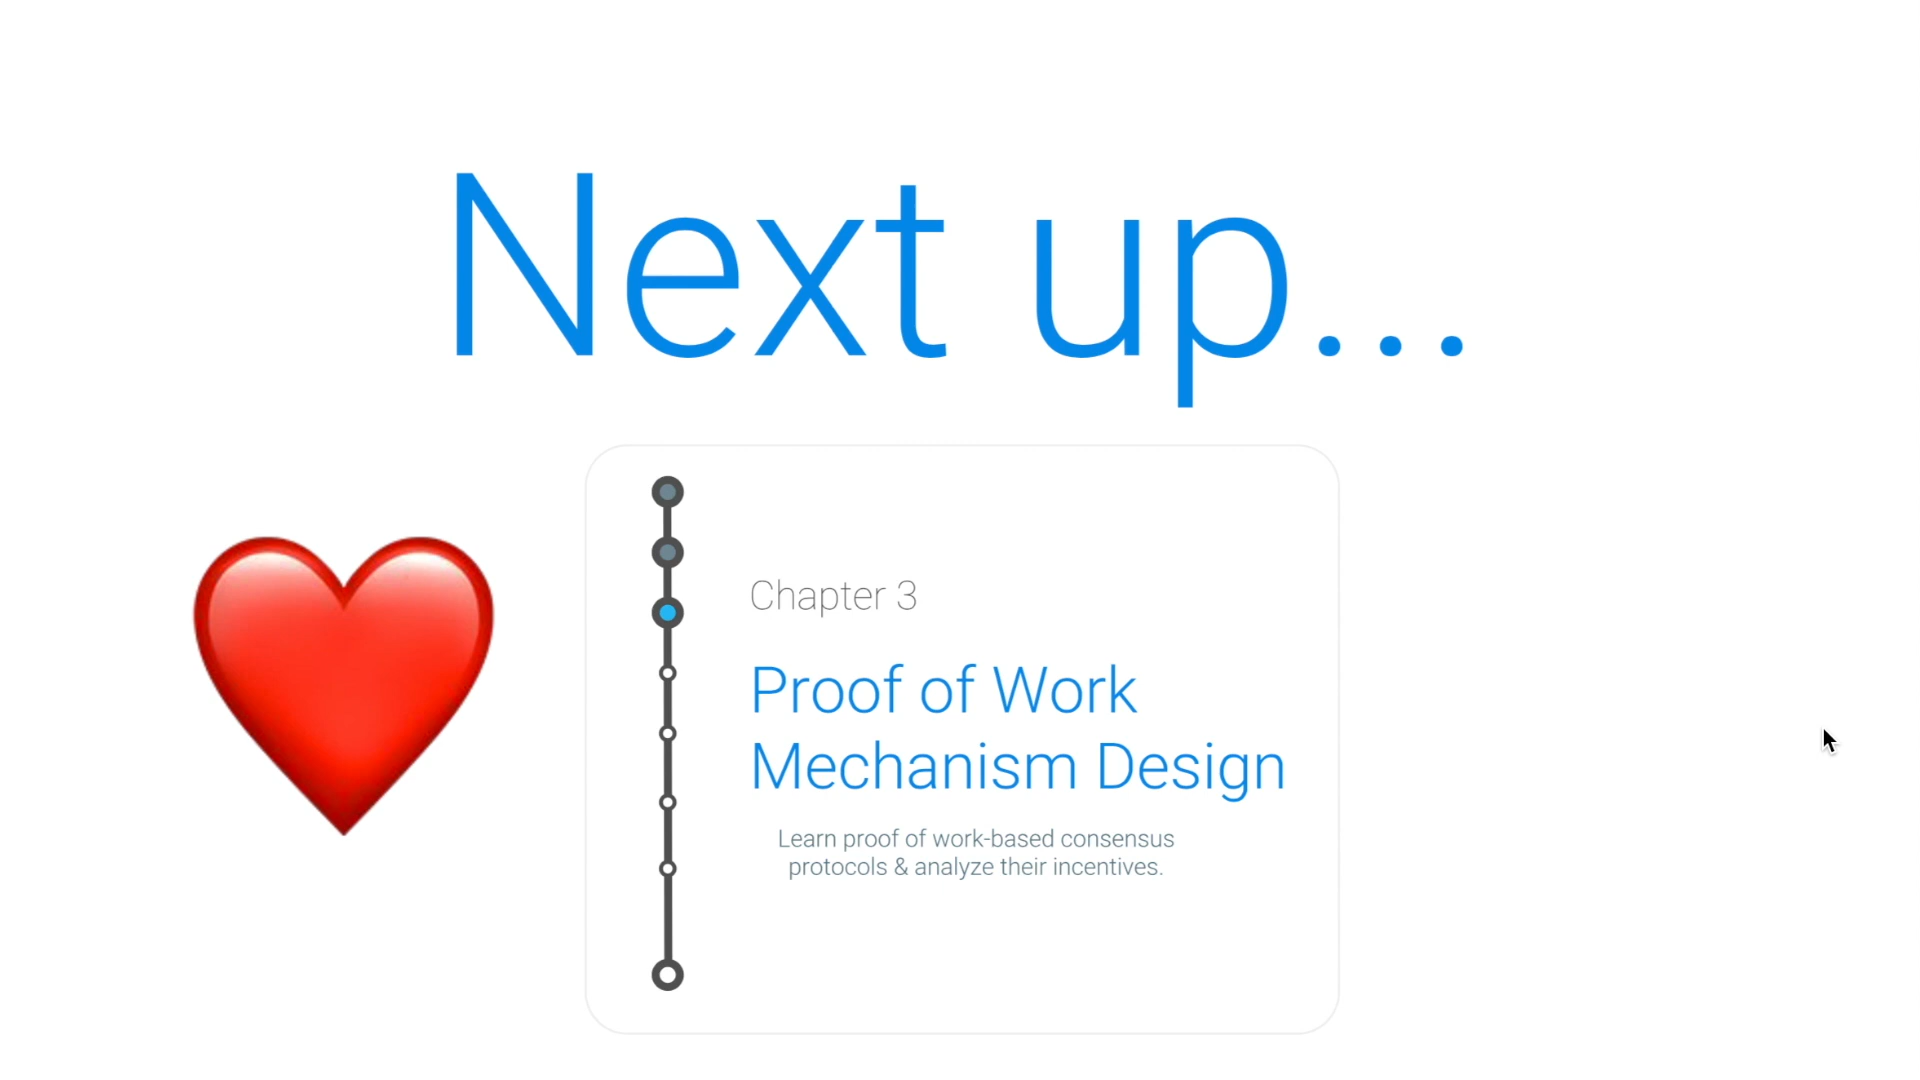 Next up...
Chapter 3
Proof of Work
Mechanism Design
Learn proof of work-based consensus
protocols & analyze their incentives.